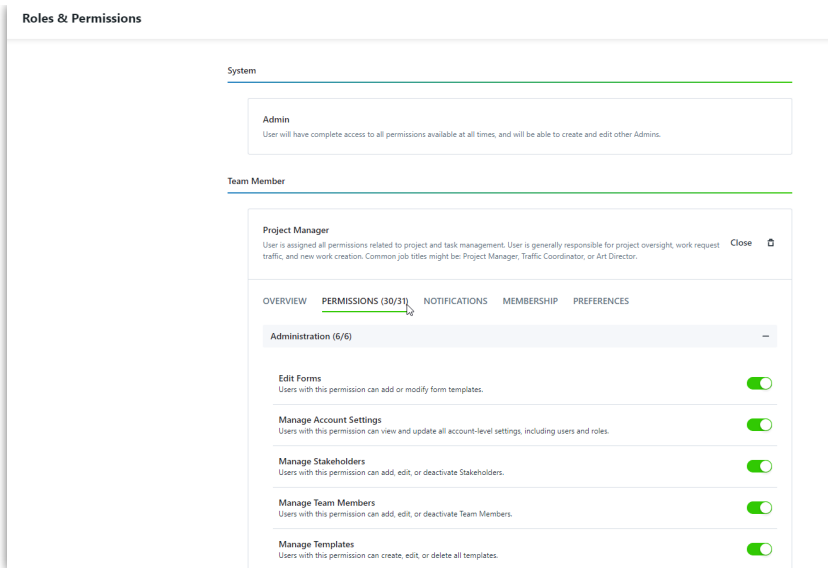 Roles & Permissions
System
Admin
User will have complete access to all permissions available at all times, and will be able to create and edit other Admins.
Team Member
Project Manager
User is assigned all permissions related to project and task management. User is generally responsible for project oversight, work request
traffic, and new work creation. Common job titles might be: Project Manager, Traffic Coordinator, or Art Director.
Close
OVERVIEW PERMISSIONS (30/31) NOTIFICATIONS MEMBERSHIP PREFERENCES
Administration (6/6)
Edit Forms
Users with this permission can add or modify form templates.
Manage Account Settings
Users with this permission can view and update all account-level settings, including users and roles.
Manage Stakeholders
Users with this permission can add, edit, or deactivate Stakeholders.
Manage Team Members
Users with this permission can add, edit, or deactivate Team Members.
Manage Templates
Users with this permission can create, edit, or delete all templates.